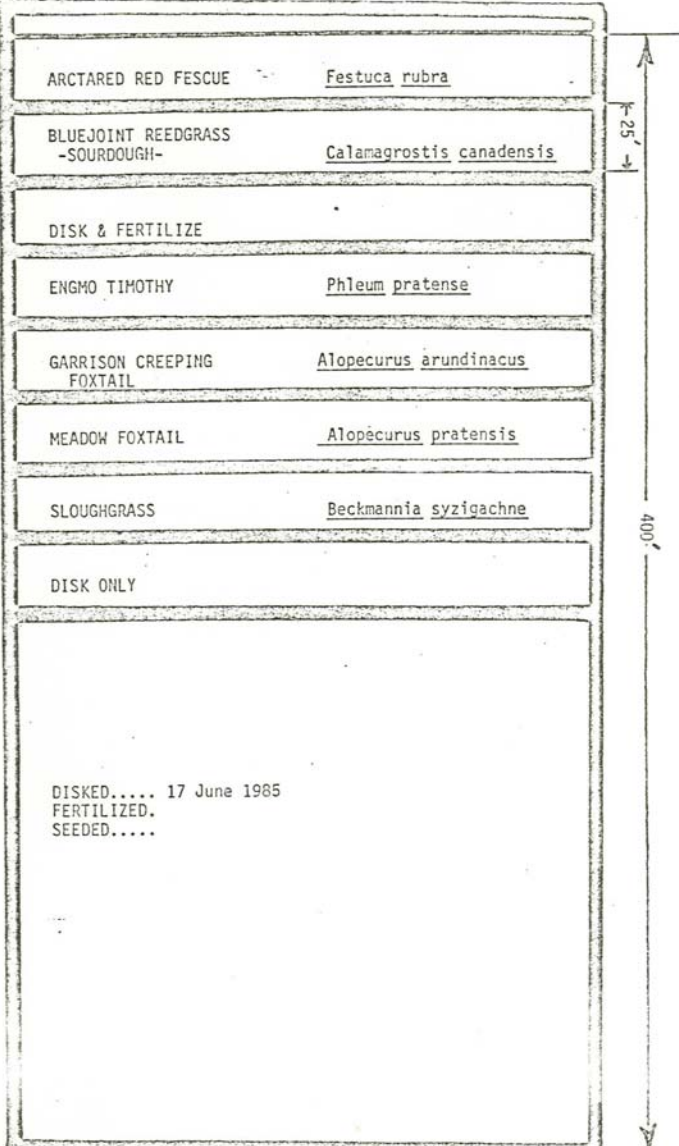 ARCTARED RED FESCUE Festuca rubra
25'
BLUEJOINT REEDGRASS
-SOURDOUGH- Calamagrostis canadensis
DISK & FERTILIZE
ENGMO TIMOTHY Phleum pratense
GARRISON CREEPING Alopecurus arundinacus
FOXTAIL
MEADOW FOXTAIL Alopecurus pratensis
SLOUGHGRASS Beckmannia syzigachne
400'
DISK ONLY
DISKED..... 17 June 1985
FERTILIZED.
SEEDED.....